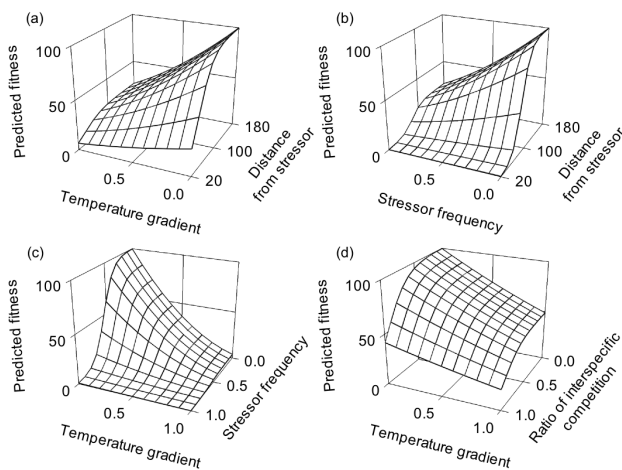 (a)
Predicted fitness
100
50
0
0.5
0.0
Temperature gradient
20
100
180
Distance
from stressor
(b)
Predicted fitness
100
50
0
0.5
0.0
Stressor frequency
20
100
180
Distance
from stressor
(c)
Predicted fitness
100
50
0
0.5
1.0
Temperature gradient
1.0
0.5
0.0
Stressor frequency
(d)
Predicted fitness
100
50
0
0.5
1.0
Temperature gradient
1.0
0.5
0.0
Ratio of interspecific
competition